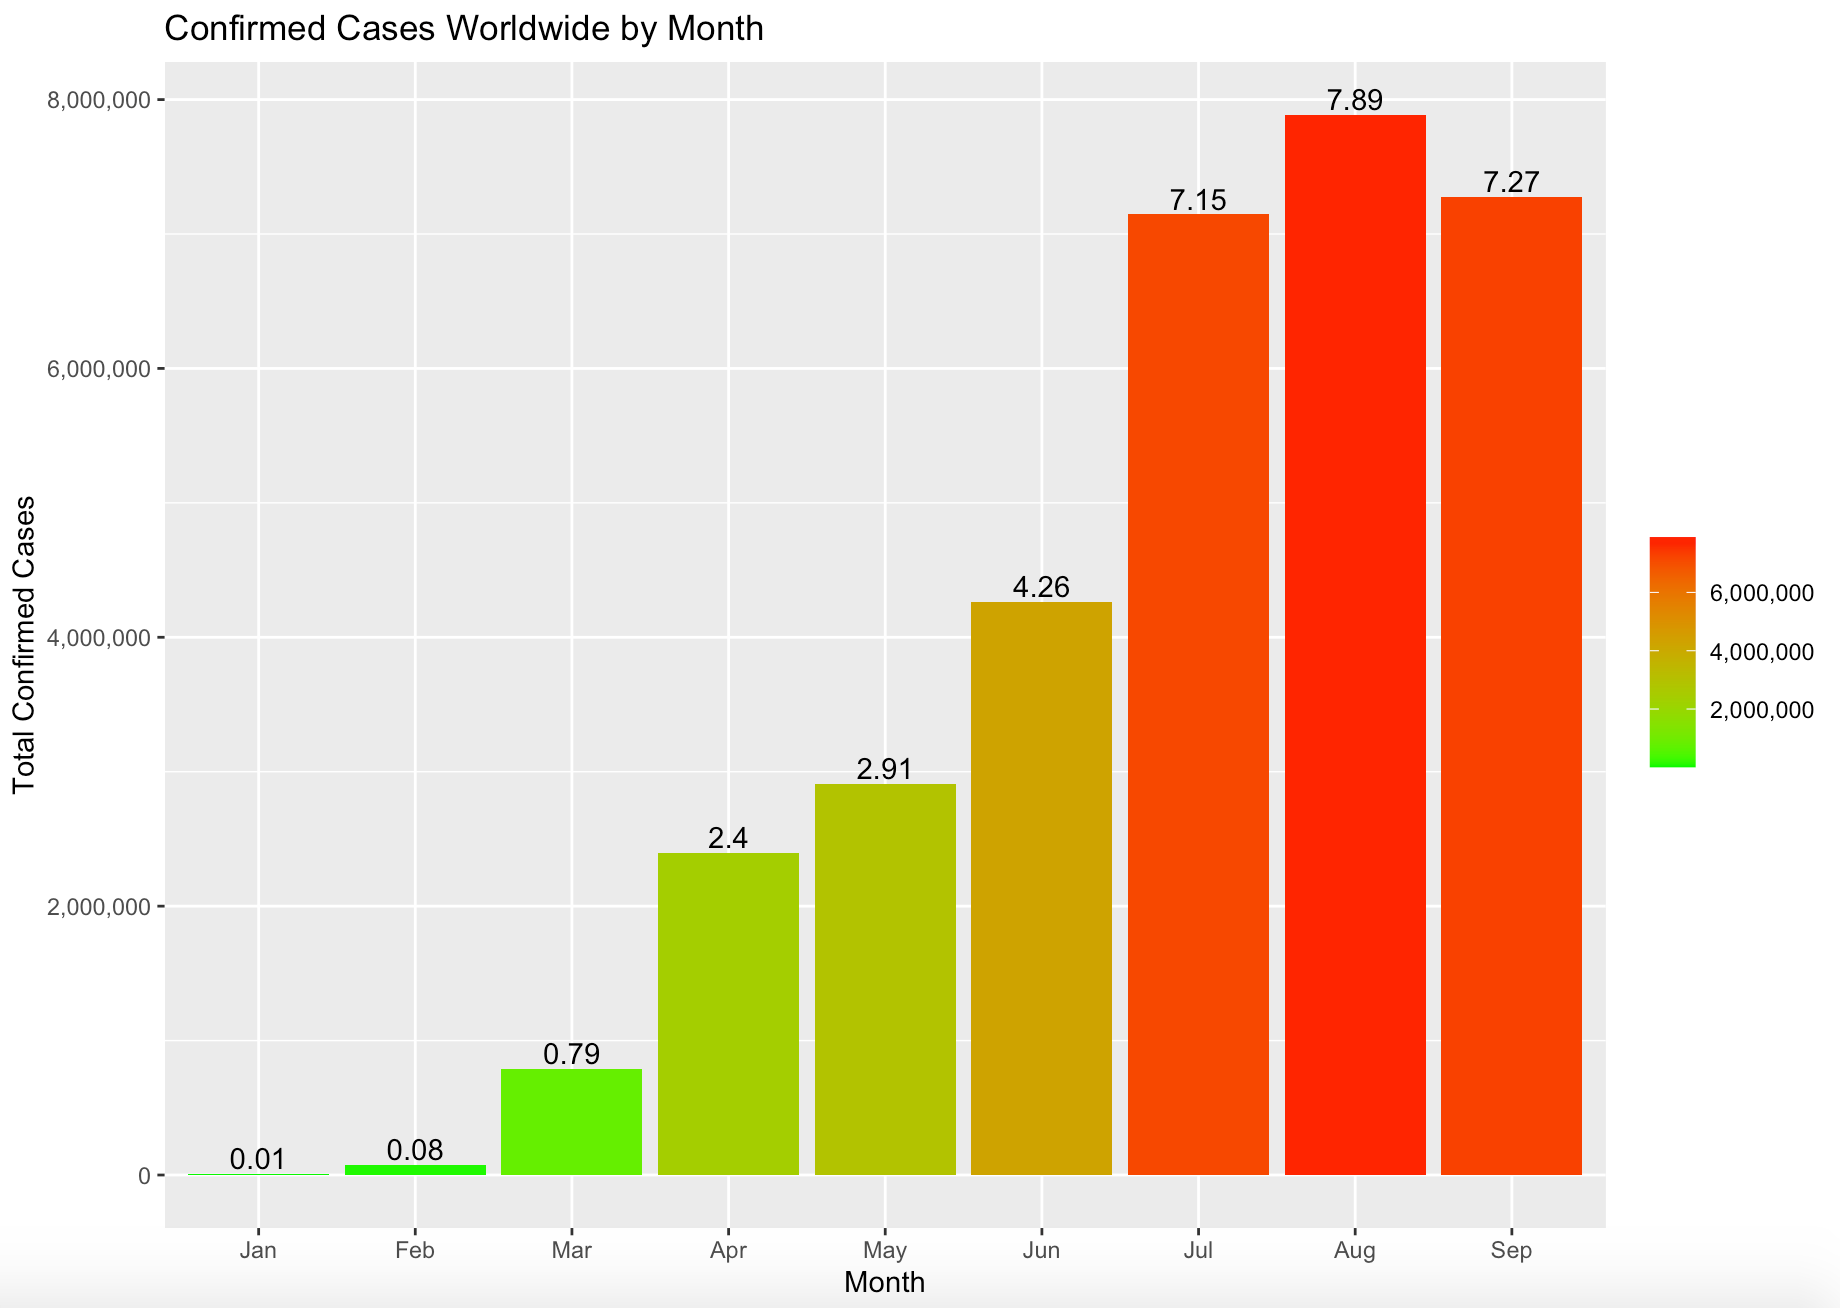 Confirmed Cases Worldwide by Month
Total Confirmed Cases
8,000,000
6,000,000
4,000,000
2,000,000
0
0.01
0.08
0.79
2.4
2.91
4.26
7.15
7.89
7.27
Jan
Feb
Mar
Apr
May
Jun
Jul
Aug
Sep
Month
6,000,000
4,000,000
2,000,000